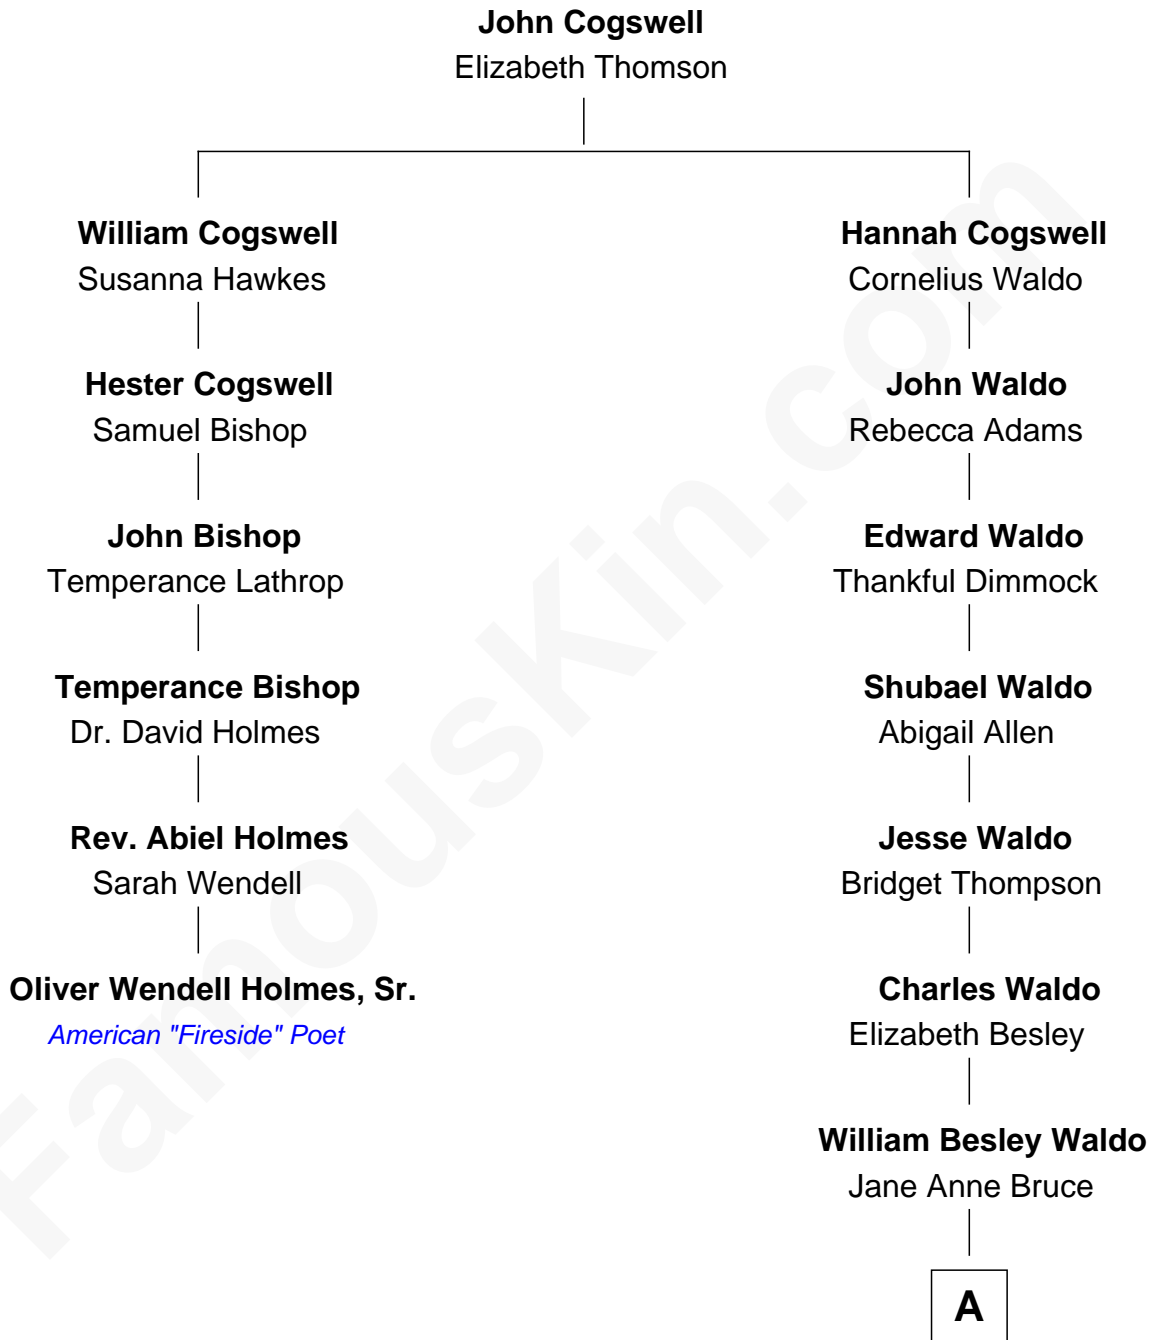 John Cogswell
Elizabeth Thomson
William Cogswell
Susanna Hawkes
Hester Cogswell
Samuel Bishop
John Bishop
Temperance Lathrop
Temperance Bishop
Dr. David Holmes
Rev. Abiel Holmes
Sarah Wendell
Oliver Wendell Holmes, Sr.
American "Fireside" Poet
Hannah Cogswell
Cornelius Waldo
John Waldo
Rebecca Adams
Edward Waldo
Thankful Dimmock
Shubael Waldo
Abigail Allen
Jesse Waldo
Bridget Thompson
Charles Waldo
Elizabeth Besley
William Besley Waldo
Jane Anne Bruce
A
FamousKin.com